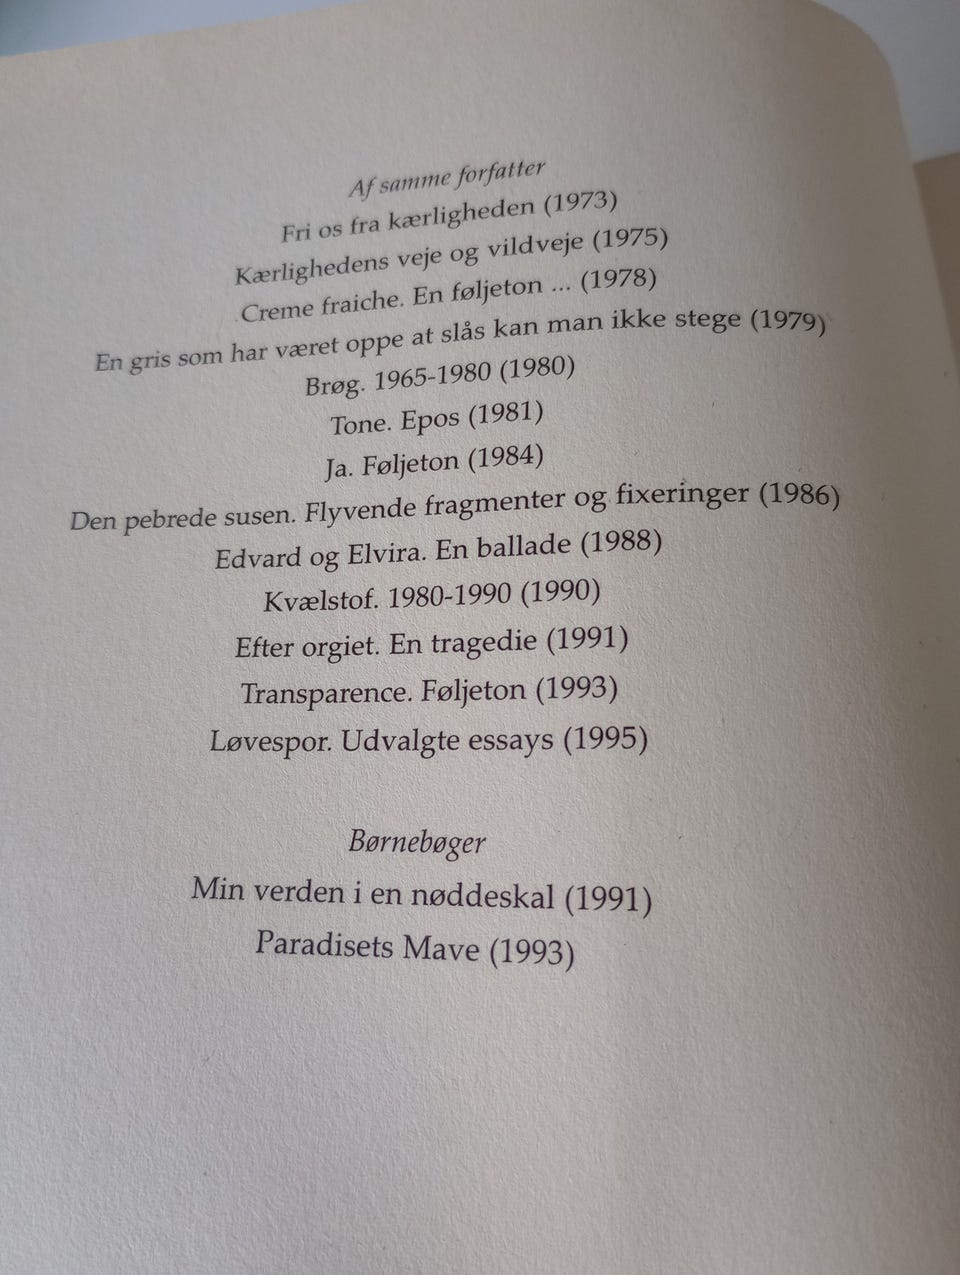 Af samme forfatter
Fri os fra kærligheden (1973)
Kærlighedens veje og vildveje (1975)
Creme fraiche. En føljeton ... (1978)
En gris som har været oppe at slås kan man ikke stege (1979)
Brøg. 1965-1980 (1980)
Tone. Epos (1981)
Ja. Føljeton (1984)
Den pebrede susen. Flyvende fragmenter og fixeringer (1986)
Edvard og Elvira. En ballade (1988)
Kvælstof. 1980-1990 (1990)
Efter orgiet. En tragedie (1991)
Transparence. Føljeton (1993)
Løvespor. Udvalgte essays (1995)
Børnebøger
Min verden i en nøddeskal (1991)
Paradisets Mave (1993)